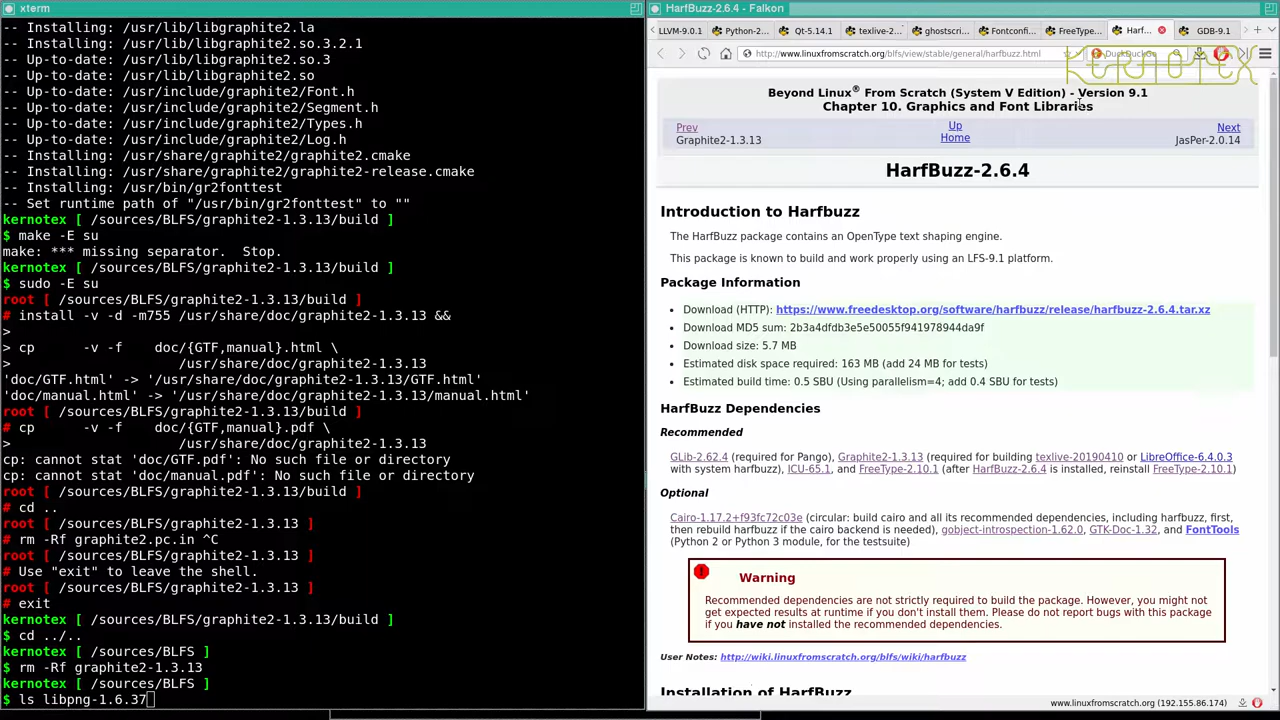 xterm
-- Installing: /usr/lib/libgraphite2.la
-- Installing: /usr/lib/libgraphite2.so.3.2.1
-- Up-to-date: /usr/lib/libgraphite2.so.3
-- Up-to-date: /usr/lib/libgraphite2.so
-- Up-to-date: /usr/include/graphite2/Font.h
-- Up-to-date: /usr/include/graphite2/Segment.h
-- Up-to-date: /usr/include/graphite2/Types.h
-- Up-to-date: /usr/include/graphite2/Log.h
-- Installing: /usr/share/graphite2/graphite2.cmake
-- Installing: /usr/share/graphite2/graphite2-release.cmake
-- Installing: /usr/bin/gr2fonttest
-- Set runtime path of "/usr/bin/gr2fonttest" to ""
kernotex [ /sources/BLFS/graphite2-1.3.13/build ]
$ make -E su
make: *** missing separator.  Stop.
kernotex [ /sources/BLFS/graphite2-1.3.13/build ]
$ sudo -E su
root [ /sources/BLFS/graphite2-1.3.13/build ]
# install -v -d -m755 /usr/share/doc/graphite2-1.3.13 &&
>
> cp      -v -f    doc/{GTF,manual}.html \
>                    /usr/share/doc/graphite2-1.3.13
'doc/GTF.html' -> '/usr/share/doc/graphite2-1.3.13/GTF.html'
'doc/manual.html' -> '/usr/share/doc/graphite2-1.3.13/manual.html'
root [ /sources/BLFS/graphite2-1.3.13/build ]
# cp      -v -f    doc/{GTF,manual}.pdf \
>                    /usr/share/doc/graphite2-1.3.13
cp: cannot stat 'doc/GTF.pdf': No such file or directory
cp: cannot stat 'doc/manual.pdf': No such file or directory
root [ /sources/BLFS/graphite2-1.3.13/build ]
# cd ..
root [ /sources/BLFS/graphite2-1.3.13 ]
# rm -Rf graphite2.pc.in ^C
root [ /sources/BLFS/graphite2-1.3.13 ]
# Use "exit" to leave the shell.
root [ /sources/BLFS/graphite2-1.3.13 ]
# exit
kernotex [ /sources/BLFS/graphite2-1.3.13/build ]
$ cd ../..
kernotex [ /sources/BLFS ]
$ rm -Rf graphite2-1.3.13
kernotex [ /sources/BLFS ]
$ ls libpng-1.6.37
HarfBuzz-2.6.4 - Falkon
LLVM-9.0.1 Python-2... Qt-5.14.1 texlive-2... ghostscri... Fontconfi... FreeType... Harf... GDB-9.1
http://www.linuxfromscratch.org/blfs/view/stable/general/harfbuzz.html DuckDuckGo
KERNOTEX
Beyond Linux® From Scratch (System V Edition) - Version 9.1
Chapter 10. Graphics and Font Libraries
Prev Up Next
Graphite2-1.3.13 Home JasPer-2.0.14
HarfBuzz-2.6.4
Introduction to Harfbuzz
The HarfBuzz package contains an OpenType text shaping engine.
This package is known to build and work properly using an LFS-9.1 platform.
Package Information
• Download (HTTP): https://www.freedesktop.org/software/harfbuzz/release/harfbuzz-2.6.4.tar.xz
• Download MD5 sum: 2b3a4dfdb3e5e50055f941978944da9f
• Download size: 5.7 MB
• Estimated disk space required: 163 MB (add 24 MB for tests)
• Estimated build time: 0.5 SBU (Using parallelism=4; add 0.4 SBU for tests)
HarfBuzz Dependencies
Recommended
GLib-2.62.4 (required for Pango), Graphite2-1.3.13 (required for building texlive-20190410 or LibreOffice-6.4.0.3
with system harfbuzz), ICU-65.1, and FreeType-2.10.1 (after HarfBuzz-2.6.4 is installed, reinstall FreeType-2.10.1)
Optional
Cairo-1.17.2+f93fc72c03e (circular: build cairo and all its recommended dependencies, including harfbuzz, first,
then rebuild harfbuzz if the cairo backend is needed), gobject-introspection-1.62.0, GTK-Doc-1.32, and FontTools
(Python 2 or Python 3 module, for the testsuite)
Warning
Recommended dependencies are not strictly required to build the package. However, you might not
get expected results at runtime if you don't install them. Please do not report bugs with this package
if you have not installed the recommended dependencies.
User Notes: http://wiki.linuxfromscratch.org/blfs/wiki/harfbuzz
Installation of HarfBuzz
www.linuxfromscratch.org (192.155.86.174)